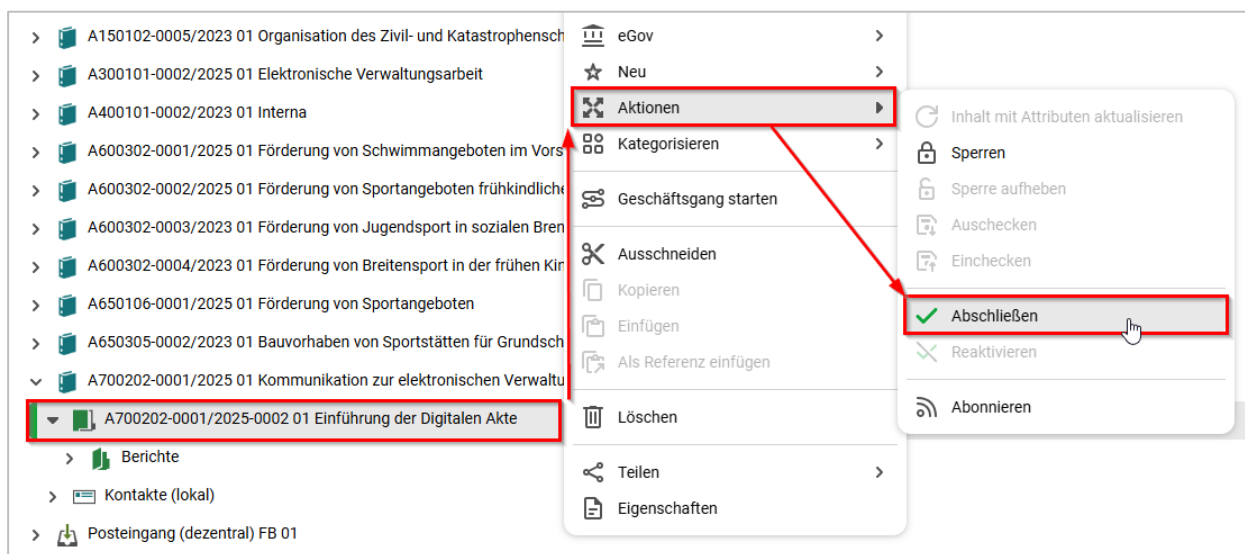 A150102-0005/2023 01 Organisation des Zivil- und Katastrophensch
A300101-0002/2025 01 Elektronische Verwaltungsarbeit
A400101-0002/2023 01 Interna
A600302-0001/2025 01 Förderung von Schwimmangeboten im Vors
A600302-0002/2025 01 Förderung von Sportangeboten frühkindliche
A600302-0003/2023 01 Förderung von Jugendsport in sozialen Bren
A600302-0004/2023 01 Förderung von Breitensport in der frühen Kin
A650106-0001/2025 01 Förderung von Sportangeboten
A650305-0002/2023 01 Bauvorhaben von Sportstätten für Grundsch
A700202-0001/2025 01 Kommunikation zur elektronischen Verwaltu
A700202-0001/2025-0002 01 Einführung der Digitalen Akte
Berichte
Kontakte (lokal)
Posteingang (dezentral) FB 01
eGov
Neu
Aktionen
Kategorisieren
Geschäftsgang starten
Ausschneiden
Kopieren
Einfügen
Als Referenz einfügen
Löschen
Teilen
Eigenschaften
Inhalt mit Attributen aktualisieren
Sperren
Sperre aufheben
Auschecken
Einchecken
Abschließen
Reaktivieren
Abonnieren